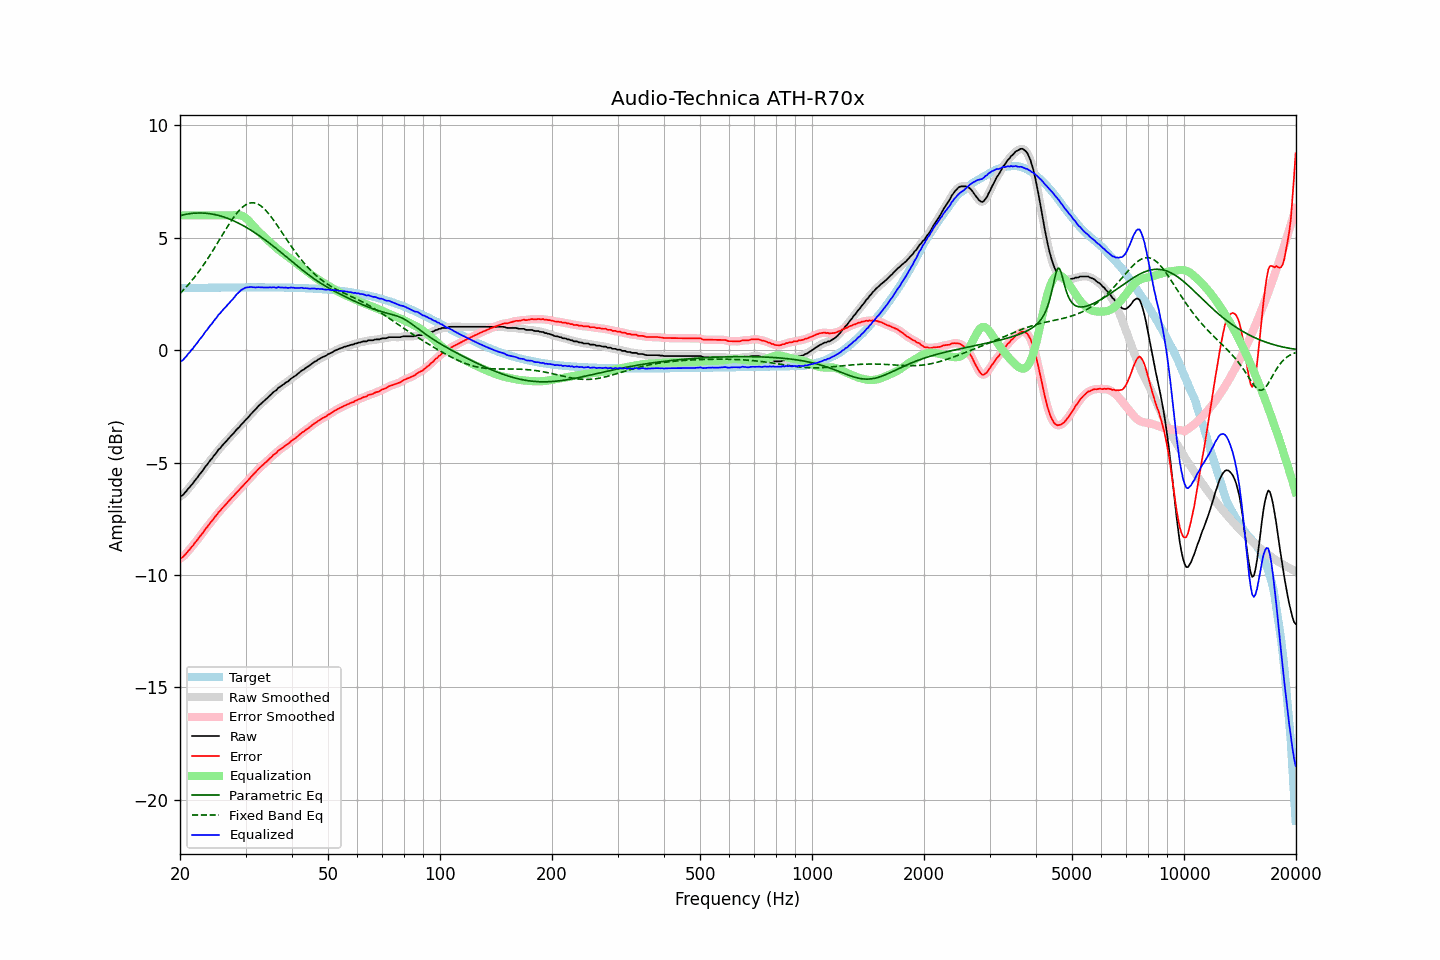 Audio-Technica ATH-R70x
10
5
0
−5
−10
−15
−20
Amplitude (dBr)
Target
Raw Smoothed
Error Smoothed
Raw
Error
Equalization
Parametric Eq
Fixed Band Eq
Equalized
20 50 100 200 500 1000 2000 5000 10000 20000
Frequency (Hz)